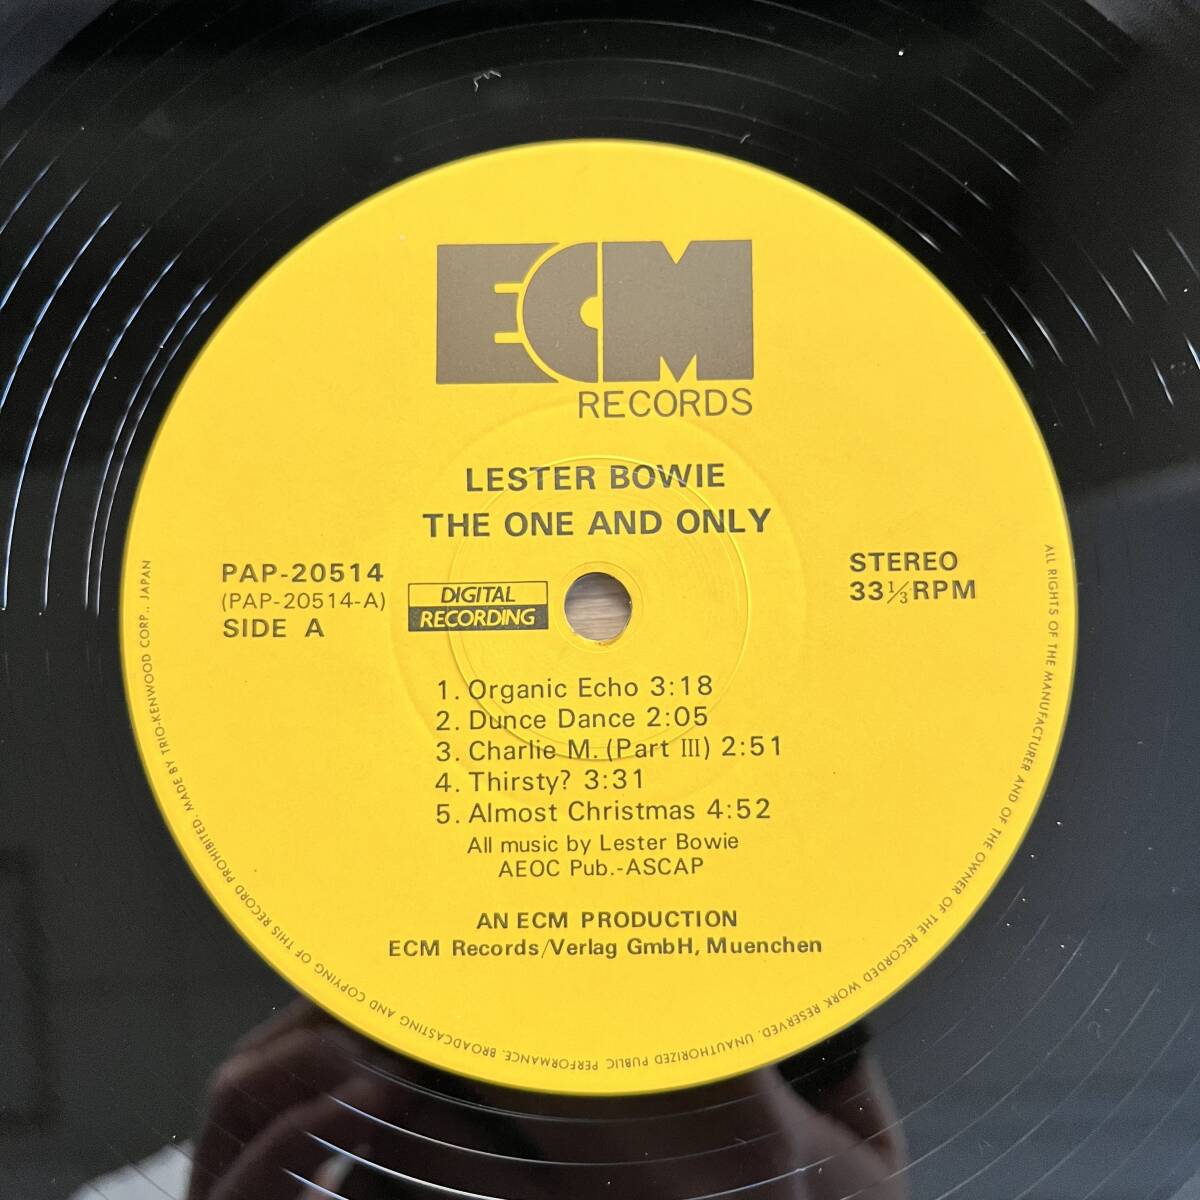 ECM
RECORDS
LESTER BOWIE
THE ONE AND ONLY
PAP-20514
(PAP-20514-A)
SIDE A
DIGITAL
RECORDING
STEREO
33 1/3 RPM
1. Organic Echo 3:18
2. Dunce Dance 2:05
3. Charlie M. (Part III) 2:51
4. Thirsty? 3:31
5. Almost Christmas 4:52
All music by Lester Bowie
AEOC Pub.-ASCAP
AN ECM PRODUCTION
ECM Records/Verlag GmbH, Muenchen
ALL RIGHTS OF THE MANUFACTURER AND OF THE OWNER OF THE RECORDED WORK RESERVED. UNAUTHORIZED PUBLIC PERFORMANCE. BROADCASTING AND COPYING OF THIS RECORD PROHIBITED. MADE BY TRIO-KENWOOD CORP., JAPAN